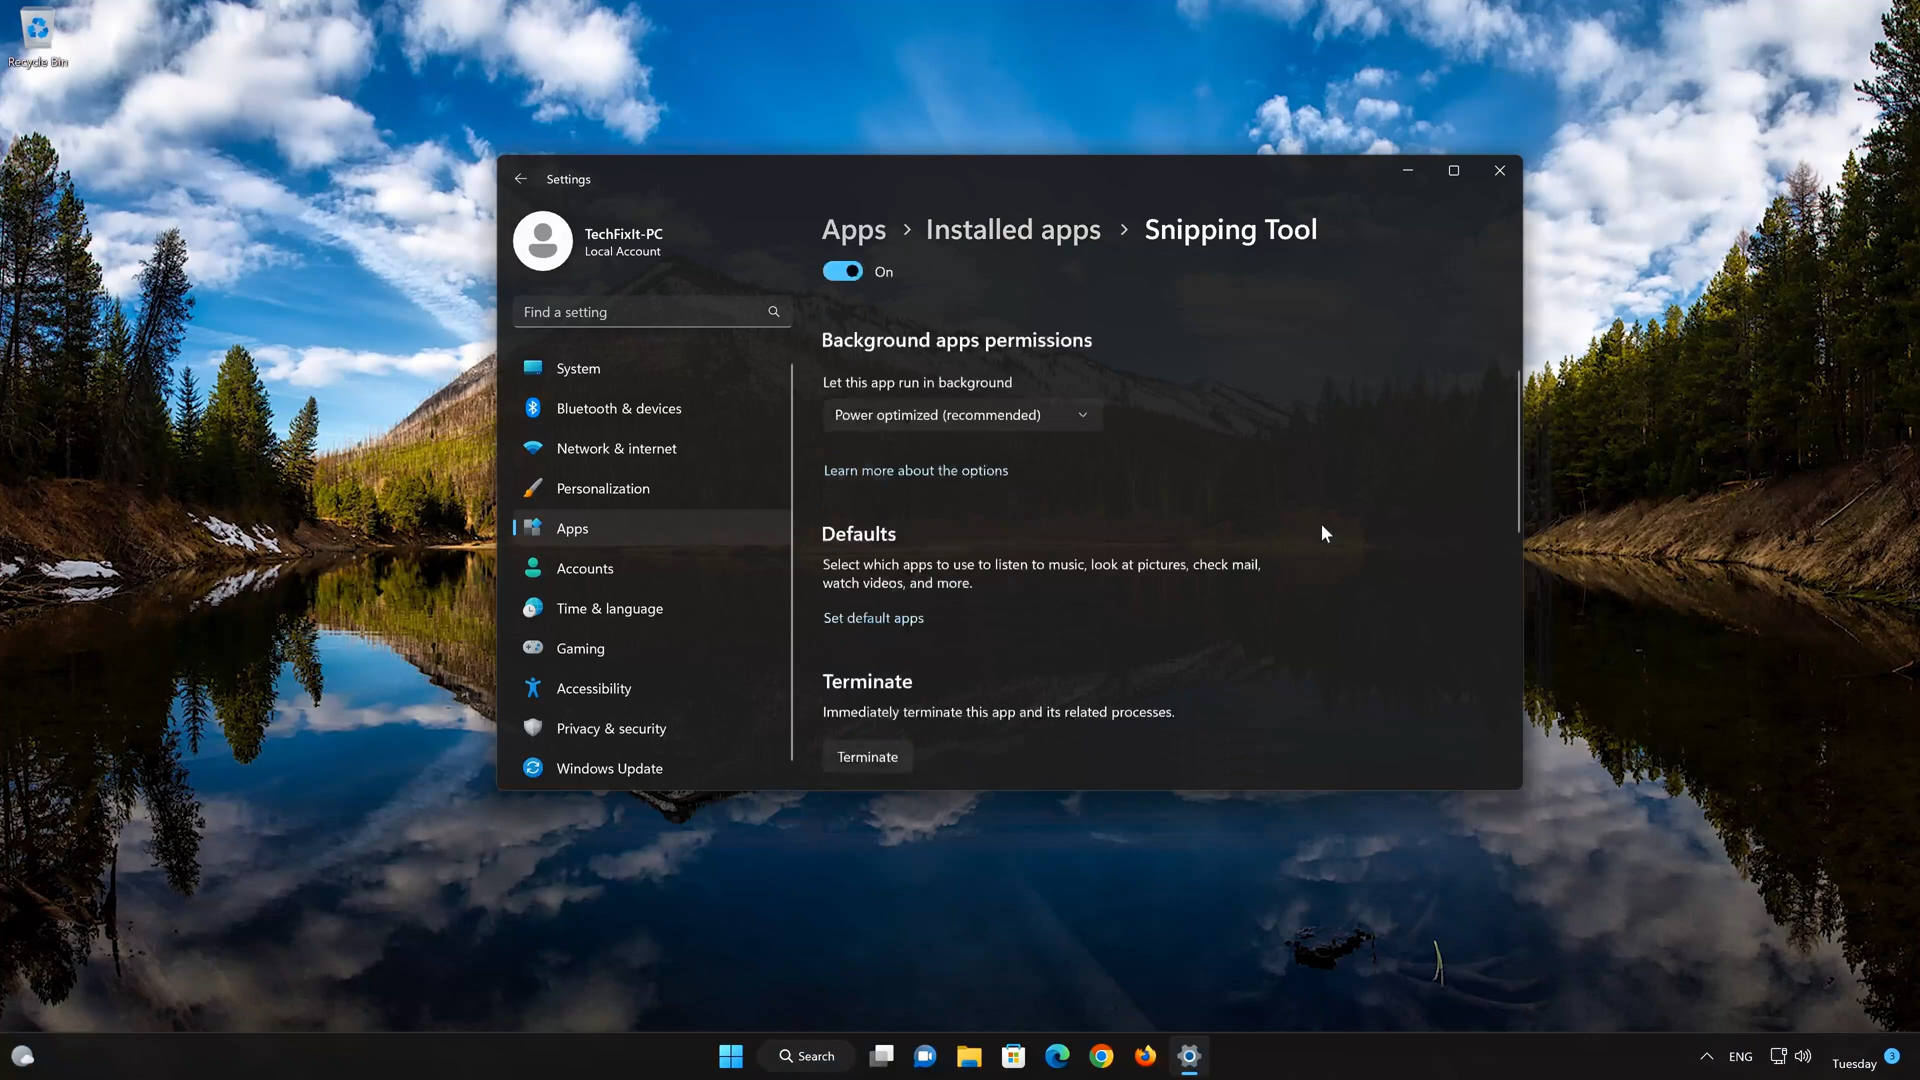 Recycle Bin
Settings
TechFixIt-PC
Local Account
Find a setting
System
Bluetooth & devices
Network & internet
Personalization
Apps
Accounts
Time & language
Gaming
Accessibility
Privacy & security
Windows Update
Apps › Installed apps › Snipping Tool
On
Background apps permissions
Let this app run in background
Power optimized (recommended)
Learn more about the options
Defaults
Select which apps to use to listen to music, look at pictures, check mail,
watch videos, and more.
Set default apps
Terminate
Immediately terminate this app and its related processes.
Terminate
Search
ENG
Tuesday
3